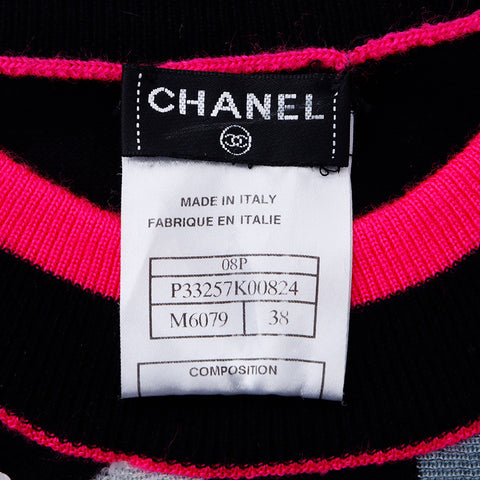 CHANEL
MADE IN ITALY
FABRIQUE EN ITALIE
08P
P33257K00824
M6079 38
COMPOSITION